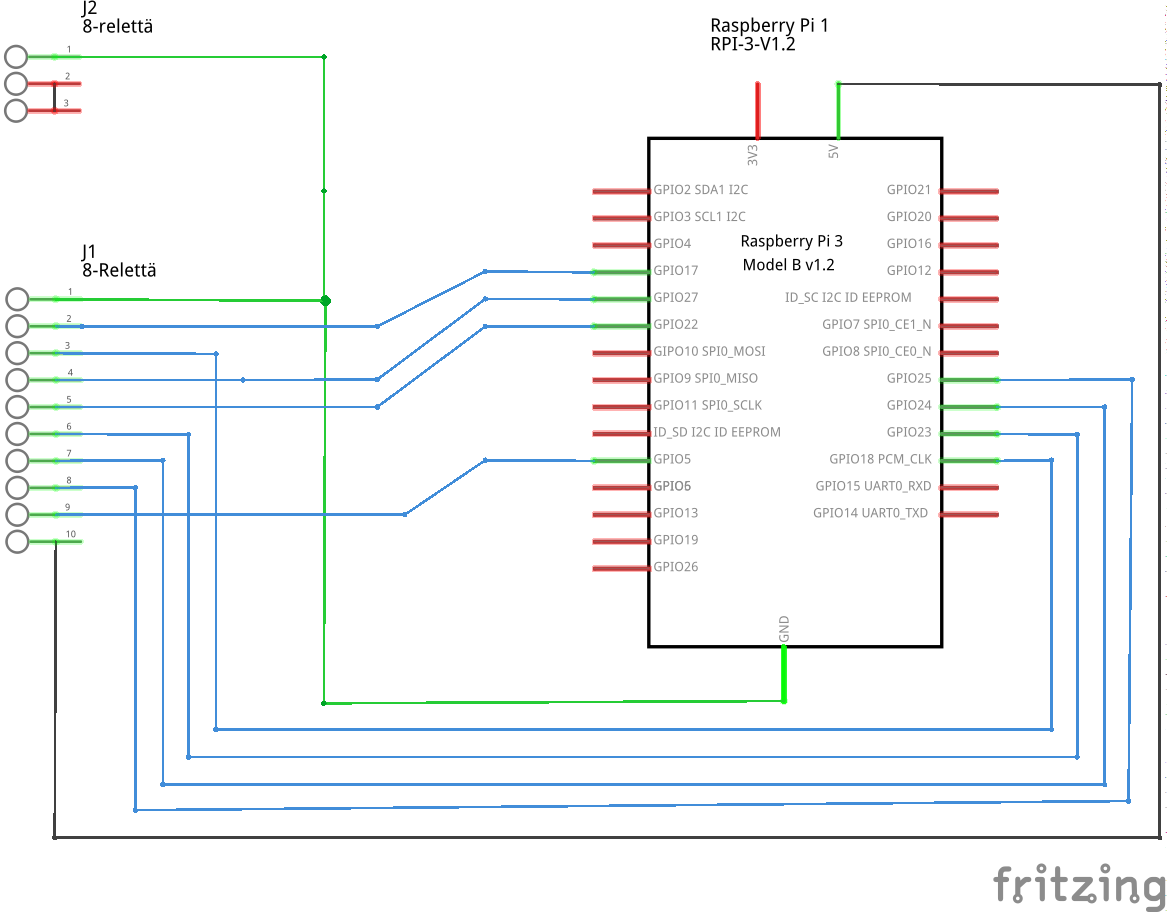 J2
8-relettä
1
2
3
Raspberry Pi 1
RPI-3-V1.2
3V3
5V
GPIO2 SDA1 I2C
GPIO3 SCL1 I2C
GPIO4
GPIO17
GPIO27
GPIO22
GIPO10 SPI0_MOSI
GPIO9 SPI0_MISO
GPIO11 SPI0_SCLK
ID_SD I2C ID EEPROM
GPIO5
GPIO6
GPIO13
GPIO19
GPIO26
Raspberry Pi 3
Model B v1.2
GPIO21
GPIO20
GPIO16
GPIO12
ID_SC I2C ID EEPROM
GPIO7 SPI0_CE1_N
GPIO8 SPI0_CE0_N
GPIO25
GPIO24
GPIO23
GPIO18 PCM_CLK
GPIO15 UART0_RXD
GPIO14 UART0_TXD
GND
J1
8-Relettä
1
2
3
4
5
6
7
8
9
10
fritzing